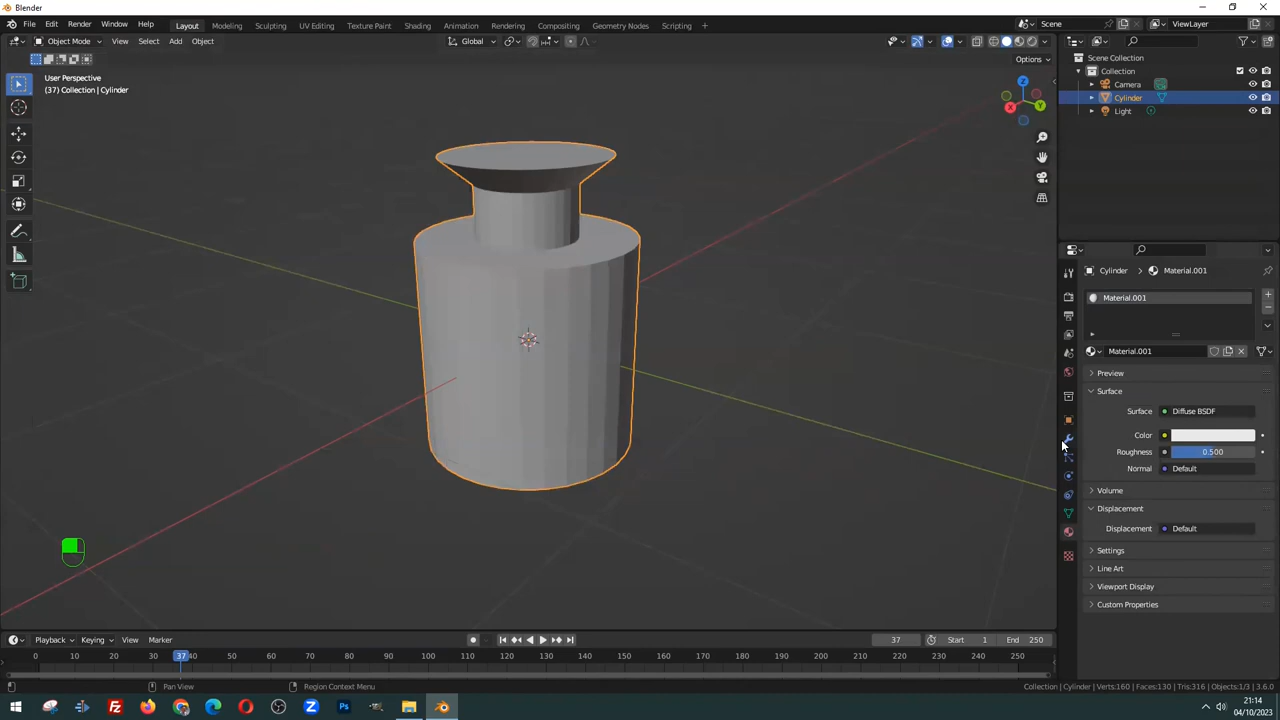 Blender
File Edit Render Window Help Layout Modeling Sculpting UV Editing Texture Paint Shading Animation Rendering Compositing Geometry Nodes Scripting + Scene ViewLayer
Object Mode View Select Add Object Global
Options
User Perspective
(37) Collection | Cylinder
X
Y
Z
Scene Collection
Collection
Camera
Cylinder
Light
Cylinder > Material.001
Material.001
Material.001
Preview
Surface
Surface Diffuse BSDF
Color
Roughness 0.500
Normal Default
Volume
Displacement
Displacement Default
Settings
Line Art
Viewport Display
Custom Properties
Playback Keying View Marker 37 Start 1 End 250
0 10 20 30 37 40 50 60 70 80 90 100 110 120 130 140 150 160 170 180 190 200 210 220 230 240 250
Pan View Region Context Menu Collection | Cylinder | Verts:160 | Faces:130 | Tris:316 | Objects:1/3 | 3.6.0
21:14
04/10/2023